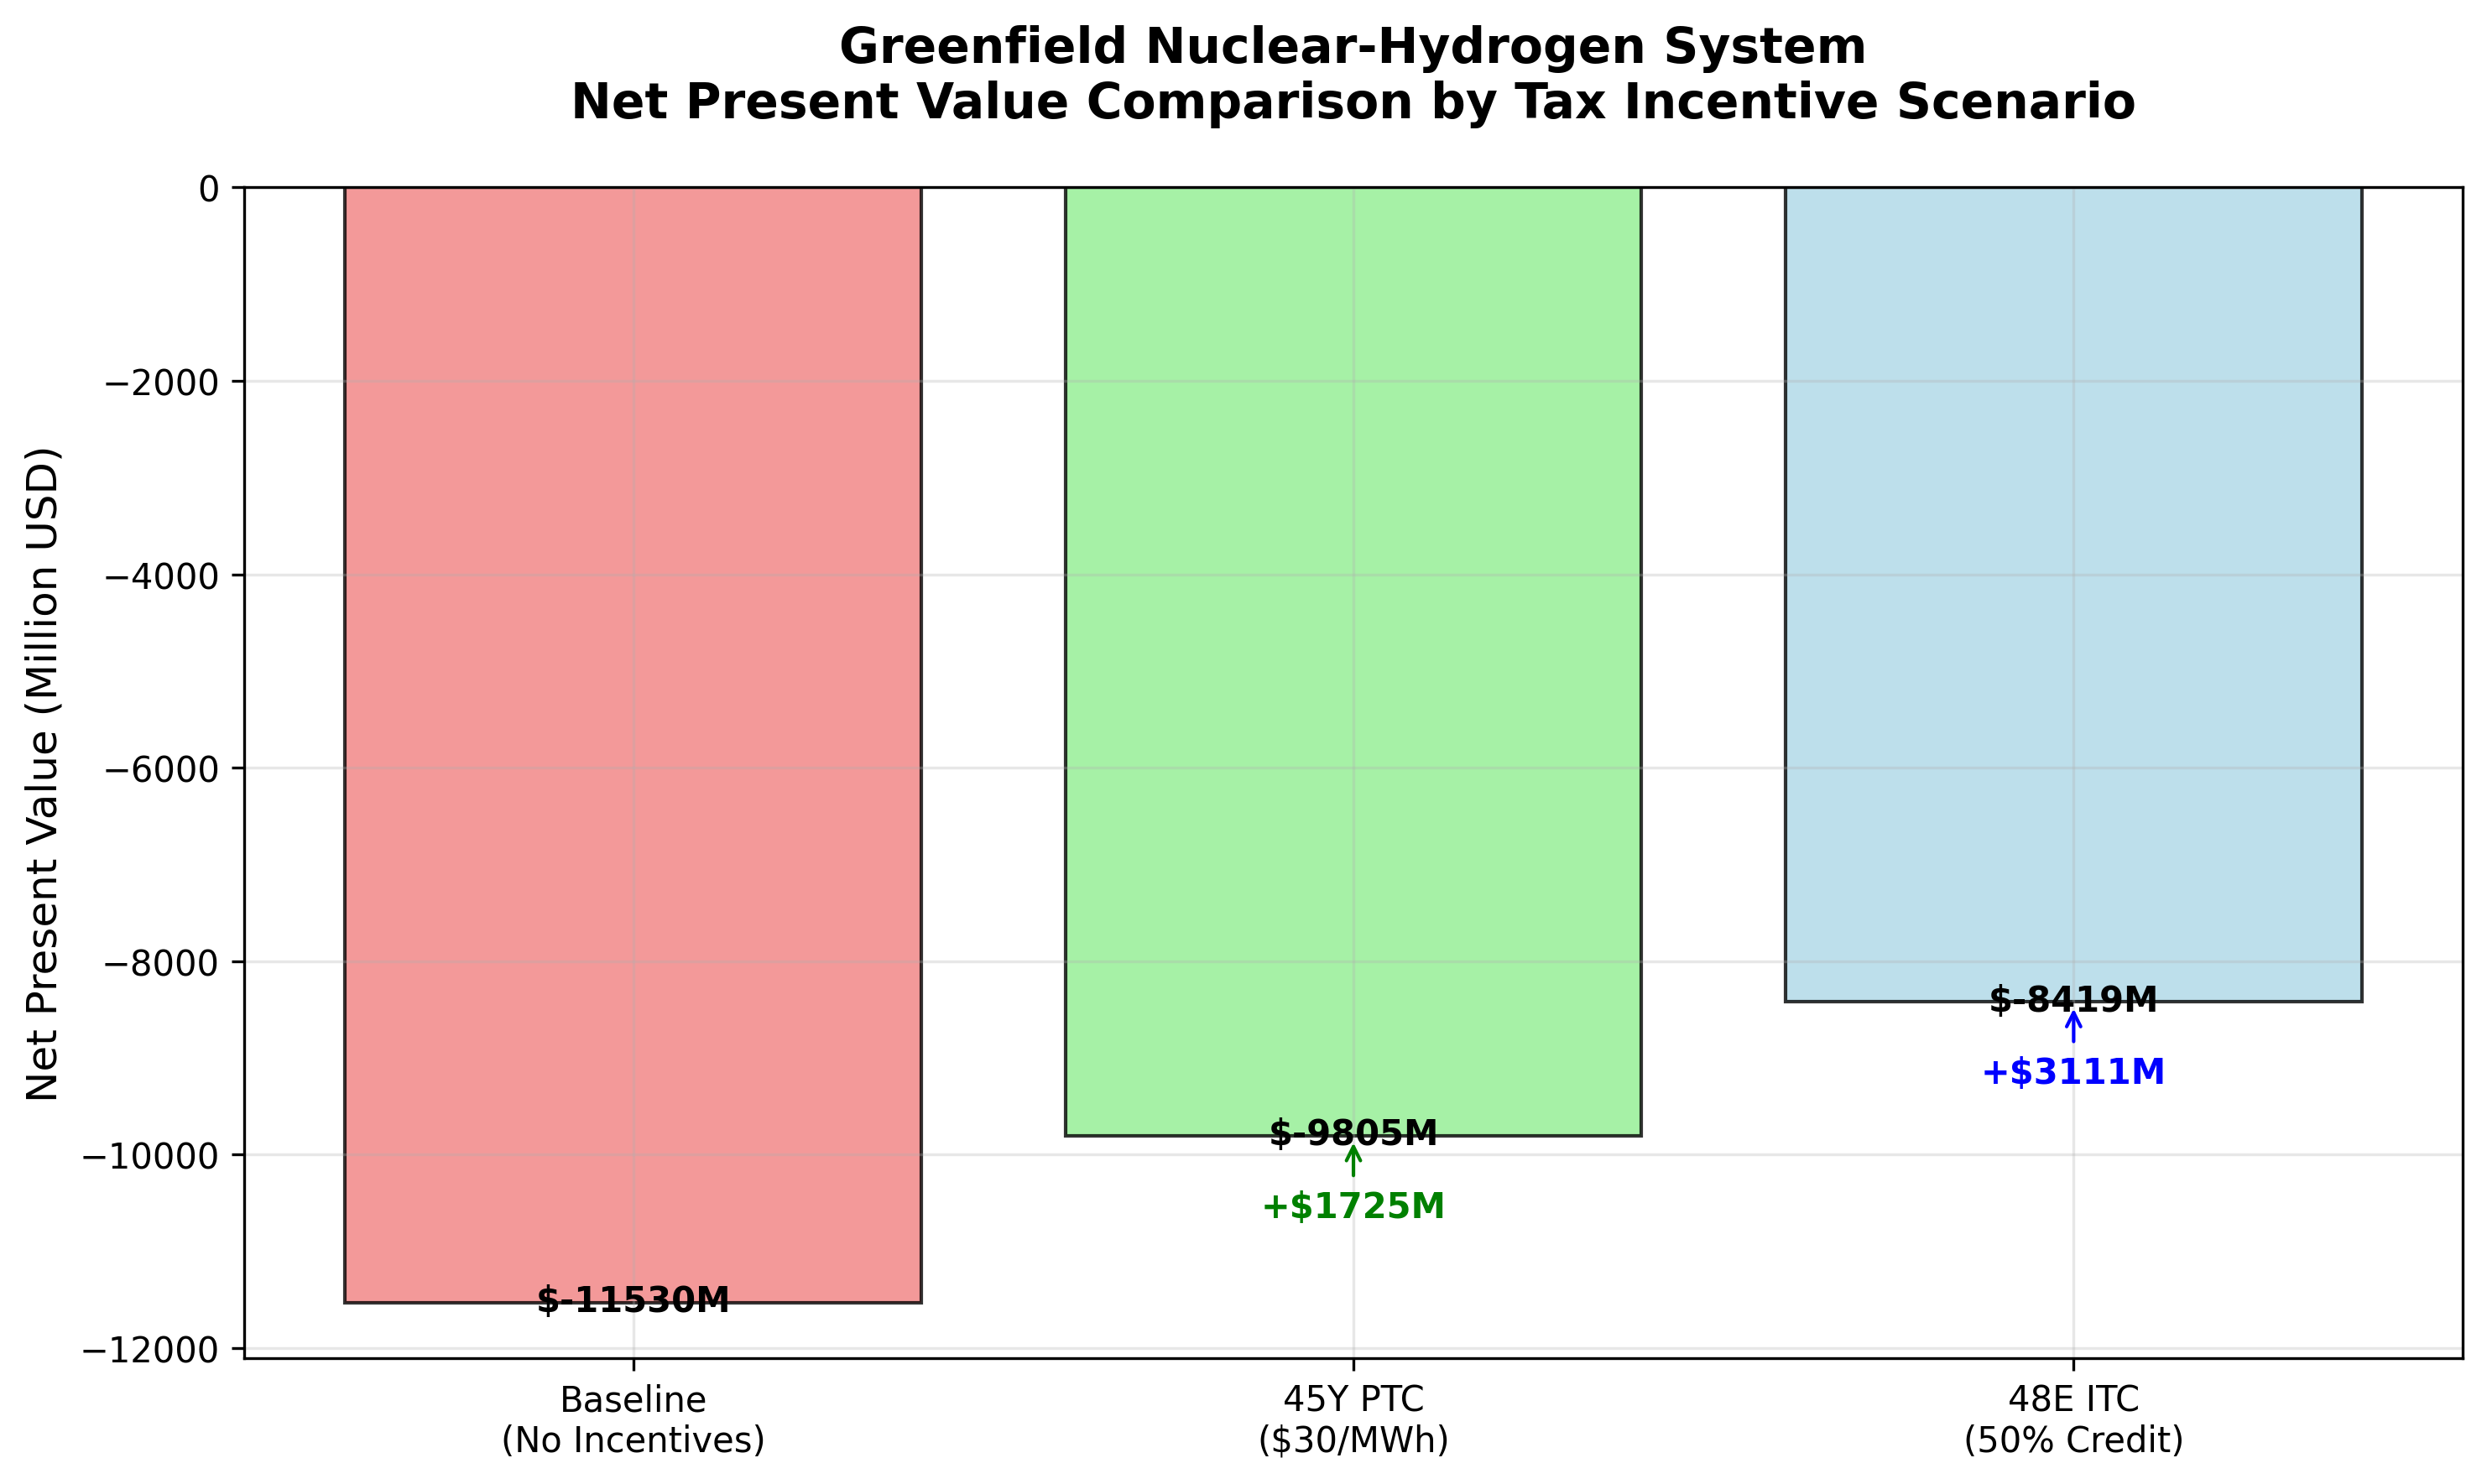 Greenfield Nuclear-Hydrogen System
Net Present Value Comparison by Tax Incentive Scenario
Net Present Value (Million USD)
0
−2000
−4000
−6000
−8000
−10000
−12000
$-8419M
+$3111M
$-9805M
+$1725M
$-11530M
Baseline
(No Incentives)
45Y PTC
($30/MWh)
48E ITC
(50% Credit)